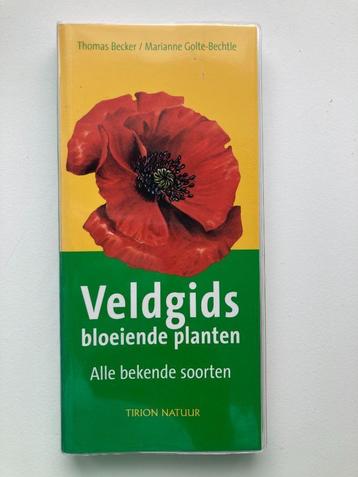 Thomas Becker / Marianne Golte-Bechtle
Veldgids
bloeiende planten
Alle bekende soorten
TIRION NATUUR